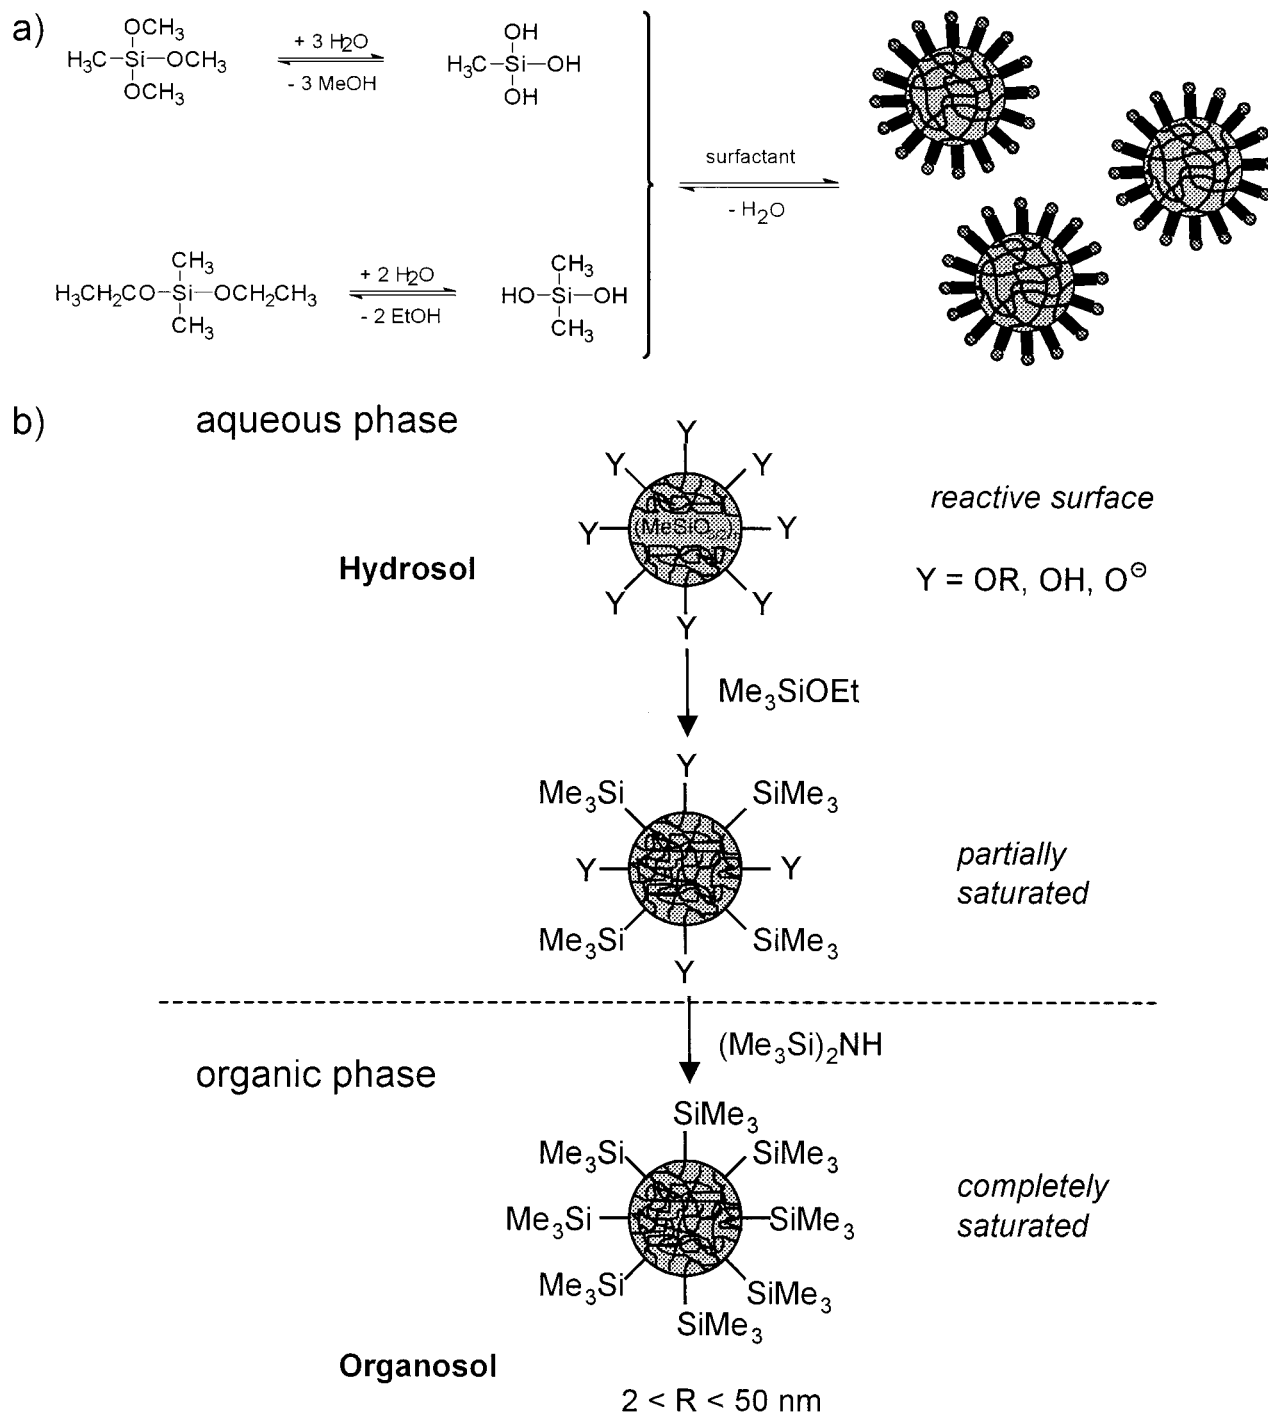 a)
OCH₃
H₃C—Si—OCH₃
OCH₃
+ 3 H₂O
- 3 MeOH
OH
H₃C—Si—OH
OH
surfactant
- H₂O
CH₃
H₃CH₂CO—Si—OCH₂CH₃
CH₃
+ 2 H₂O
- 2 EtOH
CH₃
HO—Si—OH
CH₃
b)
aqueous phase
Y
Y Y
Y (MeSiO₃/₂) Y
Y Y
Y
Hydrosol
reactive surface
Y = OR, OH, O⊖
Me₃SiOEt
Y
Me₃Si SiMe₃
Y Y
Me₃Si SiMe₃
Y
partially
saturated
(Me₃Si)₂NH
organic phase
SiMe₃
Me₃Si SiMe₃
Me₃Si SiMe₃
Me₃Si SiMe₃
SiMe₃
completely
saturated
Organosol
2 < R < 50 nm